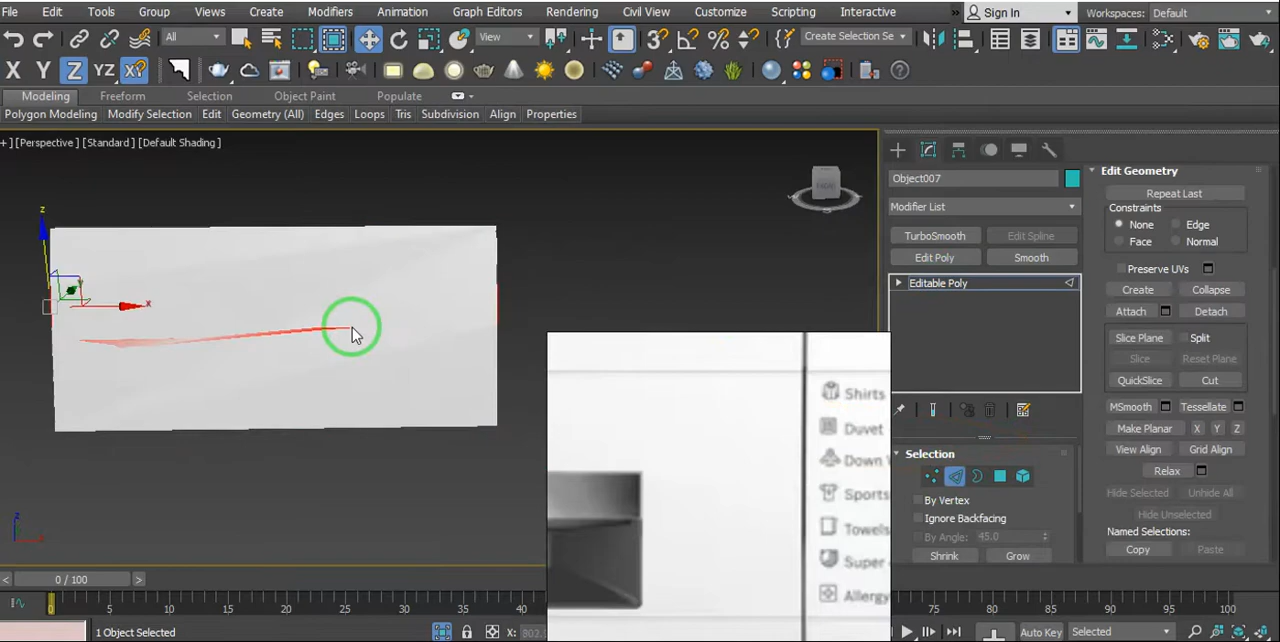 File Edit Tools Group Views Create Modifiers Animation Graph Editors Rendering Civil View Customize Scripting Interactive » Sign In Workspaces: Default
All View Create Selection Se
X Y Z YZ XY
Modeling Freeform Selection Object Paint Populate
Polygon Modeling Modify Selection Edit Geometry (All) Edges Loops Tris Subdivision Align Properties
+ ] [Perspective ] [Standard ] [Default Shading ]
Object007
Modifier List
TurboSmooth Edit Spline
Edit Poly Smooth
Editable Poly
Selection
By Vertex
Ignore Backfacing
By Angle: 45.0
Shrink Grow
Edit Geometry
Repeat Last
Constraints
None Edge
Face Normal
Preserve UVs
Create Collapse
Attach Detach
Slice Plane Split
Slice Reset Plane
QuickSlice Cut
MSmooth Tessellate
Make Planar X Y Z
View Align Grid Align
Relax
Hide Selected Unhide All
Hide Unselected
Named Selections:
Copy Paste
z
x
z
Shirts
Duvet
Down
Sports
Towels
Super
Allergy
< 0 / 100 >
0 5 10 15 20 25 30 35 40 75 80 85 90 95 100
1 Object Selected X: Auto Key Selected